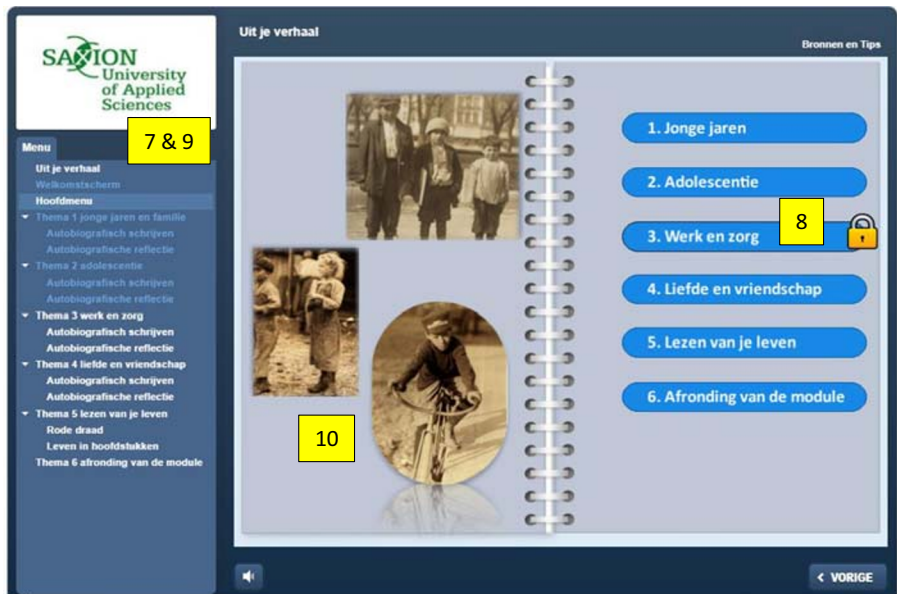 SAXION
University
of Applied
Sciences
7 & 9
Menu
Uit je verhaal
Welkomstscherm
Hoofdmenu
Thema 1 jonge jaren en familie
Autobiografisch schrijven
Autobiografische reflectie
Thema 2 adolescentie
Autobiografisch schrijven
Autobiografische reflectie
Thema 3 werk en zorg
Autobiografisch schrijven
Autobiografische reflectie
Thema 4 liefde en vriendschap
Autobiografisch schrijven
Autobiografische reflectie
Thema 5 lezen van je leven
Rode draad
Leven in hoofdstukken
Thema 6 afronding van de module
Uit je verhaal
Bronnen en Tips
10
1. Jonge jaren
2. Adolescentie
8
3. Werk en zorg
4. Liefde en vriendschap
5. Lezen van je leven
6. Afronding van de module
< VORIGE